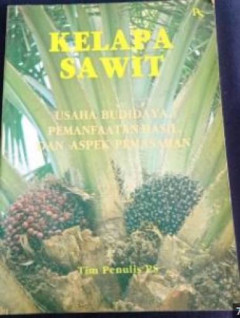 KELAPA
SAWIT
USAHA BUDIDAYA,
PEMANFAATAN HASIL,
DAN ASPEK PEMASARAN
Tim Penulis PS